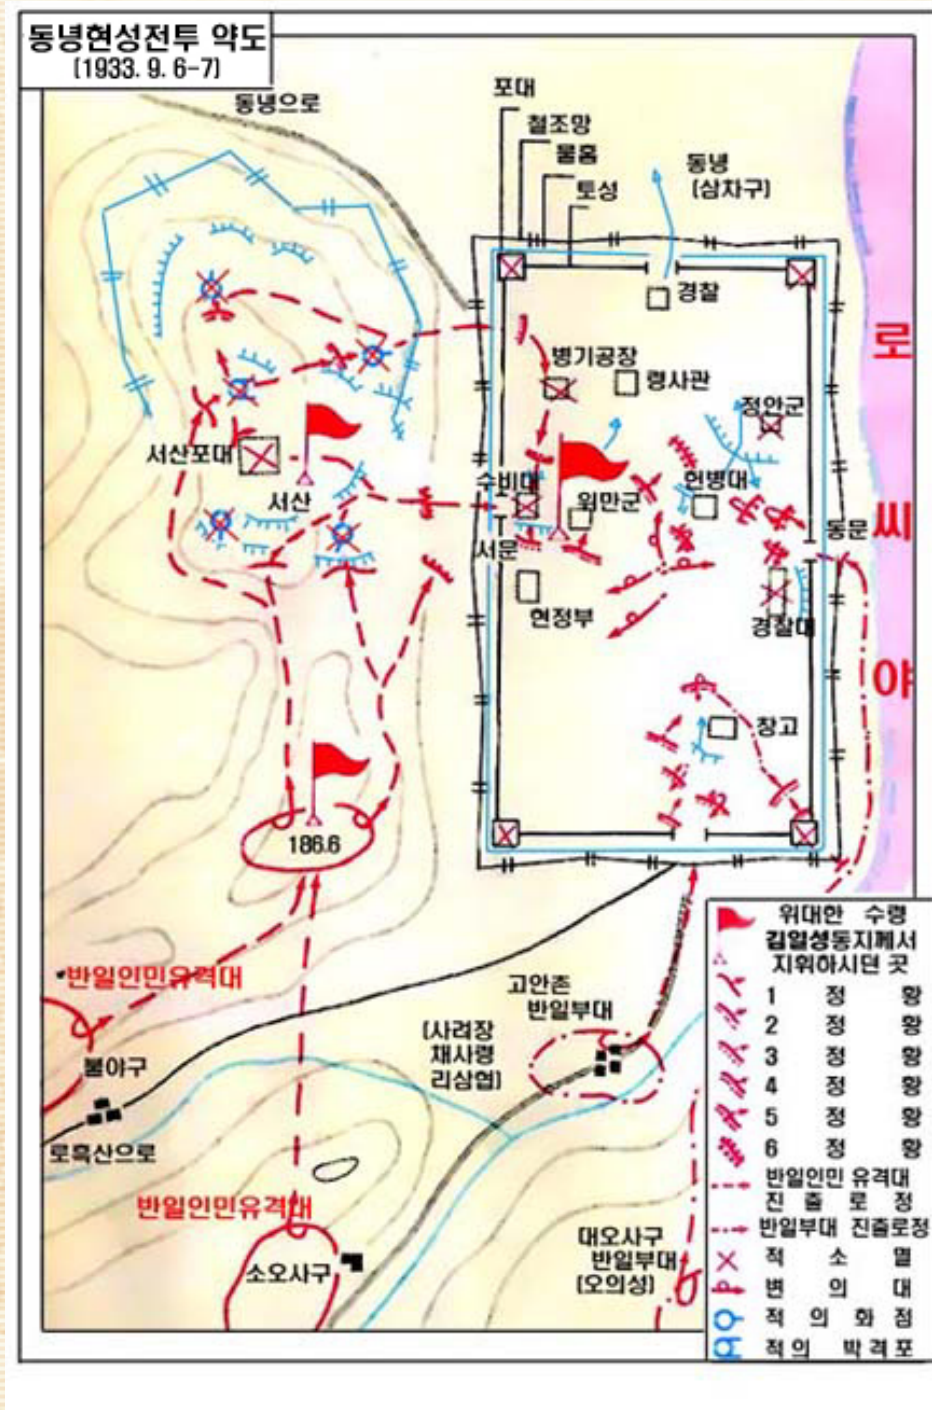 동녕현성전투 약도
(1933. 9. 6-7)
동녕으로
포대
철조망
물홈
토성
동녕
(삼차구)
경찰
병기공장
령사관
정안군
서산포대
서산
수비대
위만군
헌병대
서문
동문
현정부
경찰대
창고
로
씨
야
186.6
반일인민유격대
불야구
로흑산으로
고안존
반일부대
(사려장
채사령
리삼협)
반일인민유격대
소오사구
대오사구
반일부대
(오의성)
위대한 수령
김일성동지께서
지휘하시던 곳
1 정 황
2 정 황
3 정 황
4 정 황
5 정 황
6 정 황
반일인민 유격대
진 출 로 정
반일부대 진출로정
적 소 멸
변 의 대
적 의 화 점
적의 박격포